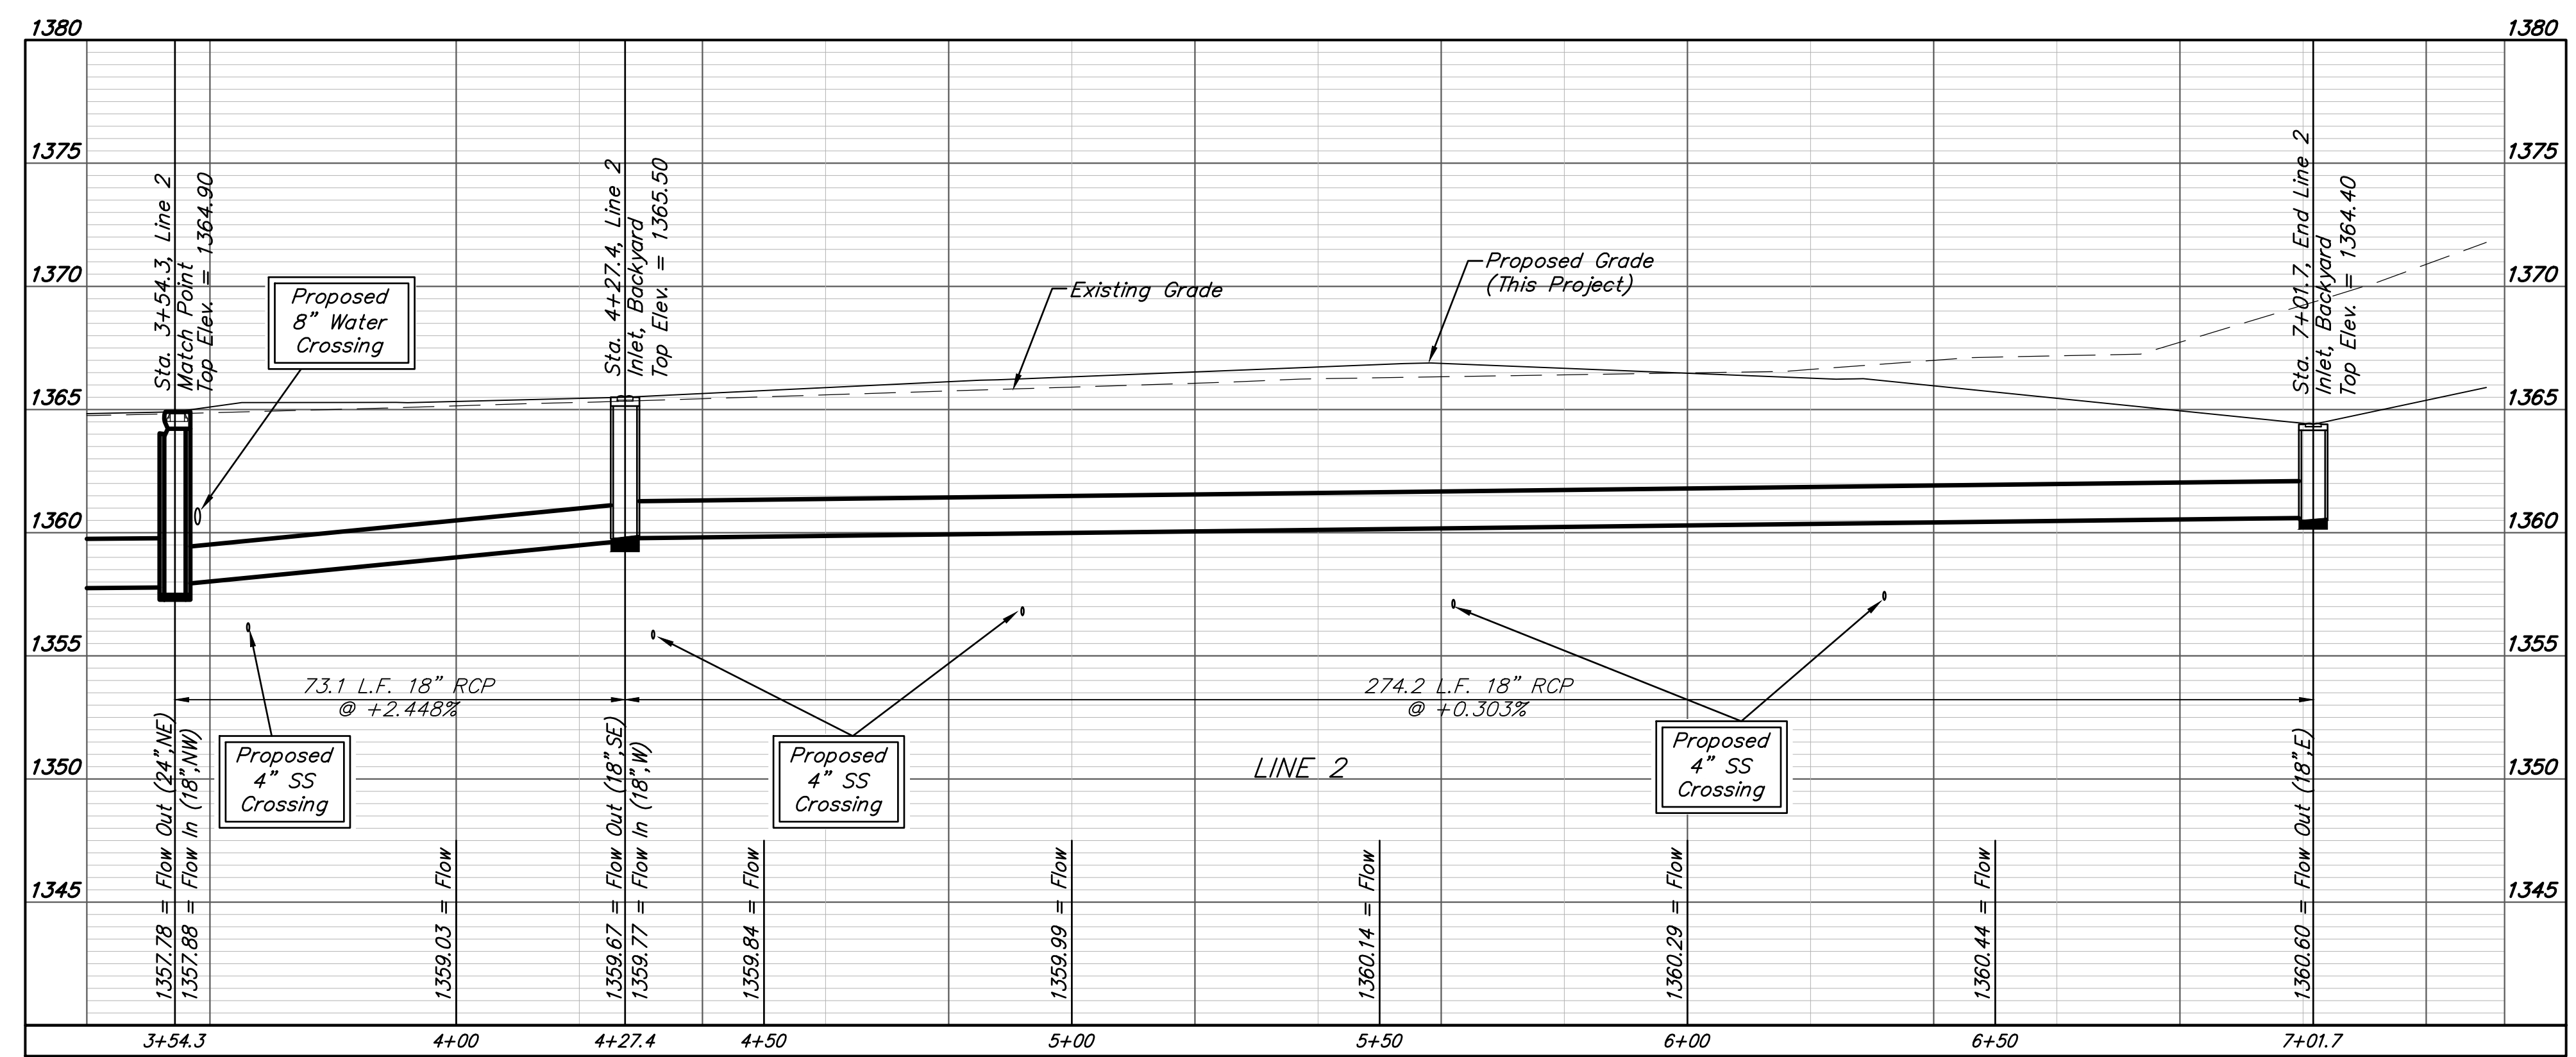 1380
1380
1375
1375
1370
1370
1365
1365
1360
1360
1355
1355
1350
1350
1345
1345
Sta. 3+54.3, Line 2
Match Point
Top Elev. = 1364.90
Sta. 4+27.4, Line 2
Inlet, Backyard
Top Elev. = 1365.50
Sta. 7+01.7, End Line 2
Inlet, Backyard
Top Elev. = 1364.40
Proposed
8" Water
Crossing
Existing Grade
Proposed Grade
(This Project)
73.1 L.F. 18" RCP
@ +2.448%
274.2 L.F. 18" RCP
@ +0.303%
Proposed
4" SS
Crossing
Proposed
4" SS
Crossing
Proposed
4" SS
Crossing
LINE 2
1357.78 = Flow Out (24",NE)
1357.88 = Flow In (18",NW)
1359.03 = Flow
1359.67 = Flow Out (18",SE)
1359.77 = Flow In (18",W)
1359.84 = Flow
1359.99 = Flow
1360.14 = Flow
1360.29 = Flow
1360.44 = Flow
1360.60 = Flow Out (18",E)
3+54.3
4+00
4+27.4
4+50
5+00
5+50
6+00
6+50
7+01.7